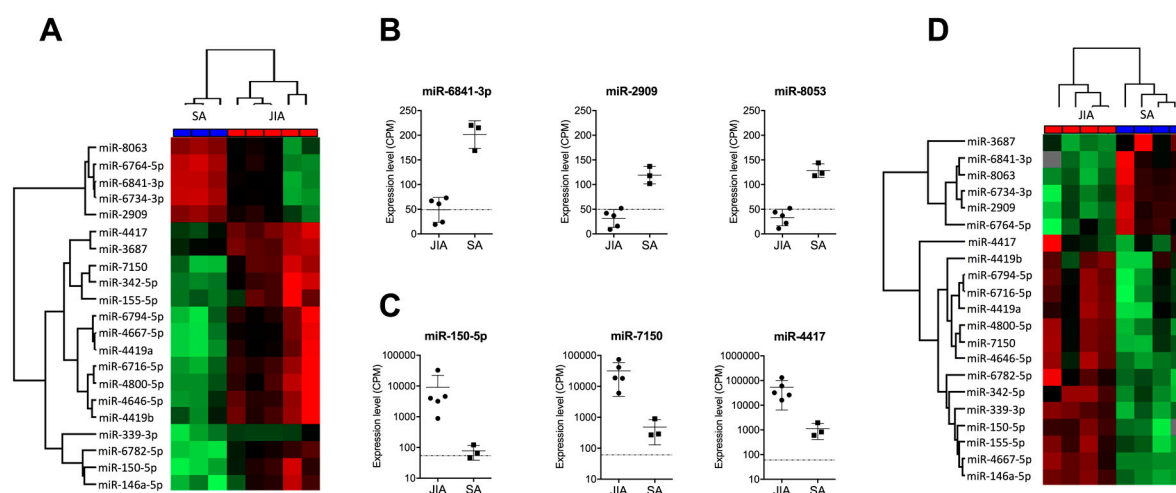 A
SA
JIA
miR-8063
miR-6764-5p
miR-6841-3p
miR-6734-3p
miR-2909
miR-4417
miR-3687
miR-7150
miR-342-5p
miR-155-5p
miR-6794-5p
miR-4667-5p
miR-4419a
miR-6716-5p
miR-4800-5p
miR-4646-5p
miR-4419b
miR-339-3p
miR-6782-5p
miR-150-5p
miR-146a-5p
B
miR-6841-3p
Expression level (CPM)
250
200
150
100
50
0
JIA
SA
miR-2909
Expression level (CPM)
250
200
150
100
50
0
JIA
SA
miR-8053
Expression level (CPM)
250
200
150
100
50
0
JIA
SA
C
miR-150-5p
Expression level (CPM)
100000
10000
1000
100
10
JIA
SA
miR-7150
Expression level (CPM)
100000
10000
1000
100
10
JIA
SA
miR-4417
Expression level (CPM)
1000000
100000
10000
1000
100
10
JIA
SA
D
JIA
SA
miR-3687
miR-6841-3p
miR-8063
miR-6734-3p
miR-2909
miR-6764-5p
miR-4417
miR-4419b
miR-6794-5p
miR-6716-5p
miR-4419a
miR-4800-5p
miR-7150
miR-4646-5p
miR-6782-5p
miR-342-5p
miR-339-3p
miR-150-5p
miR-155-5p
miR-4667-5p
miR-146a-5p